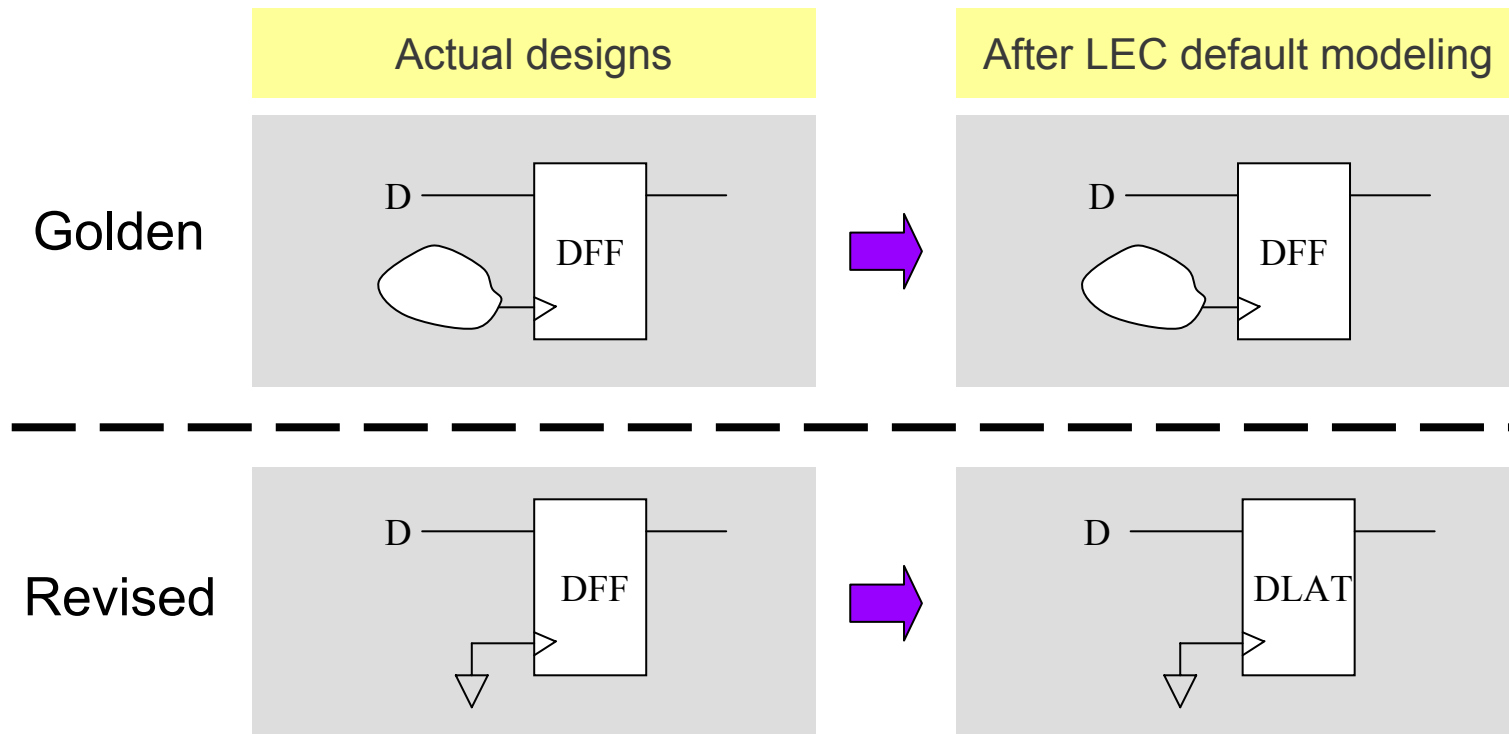 Actual designs
After LEC default modeling
Golden
D
DFF
D
DFF
Revised
D
DFF
D
DLAT